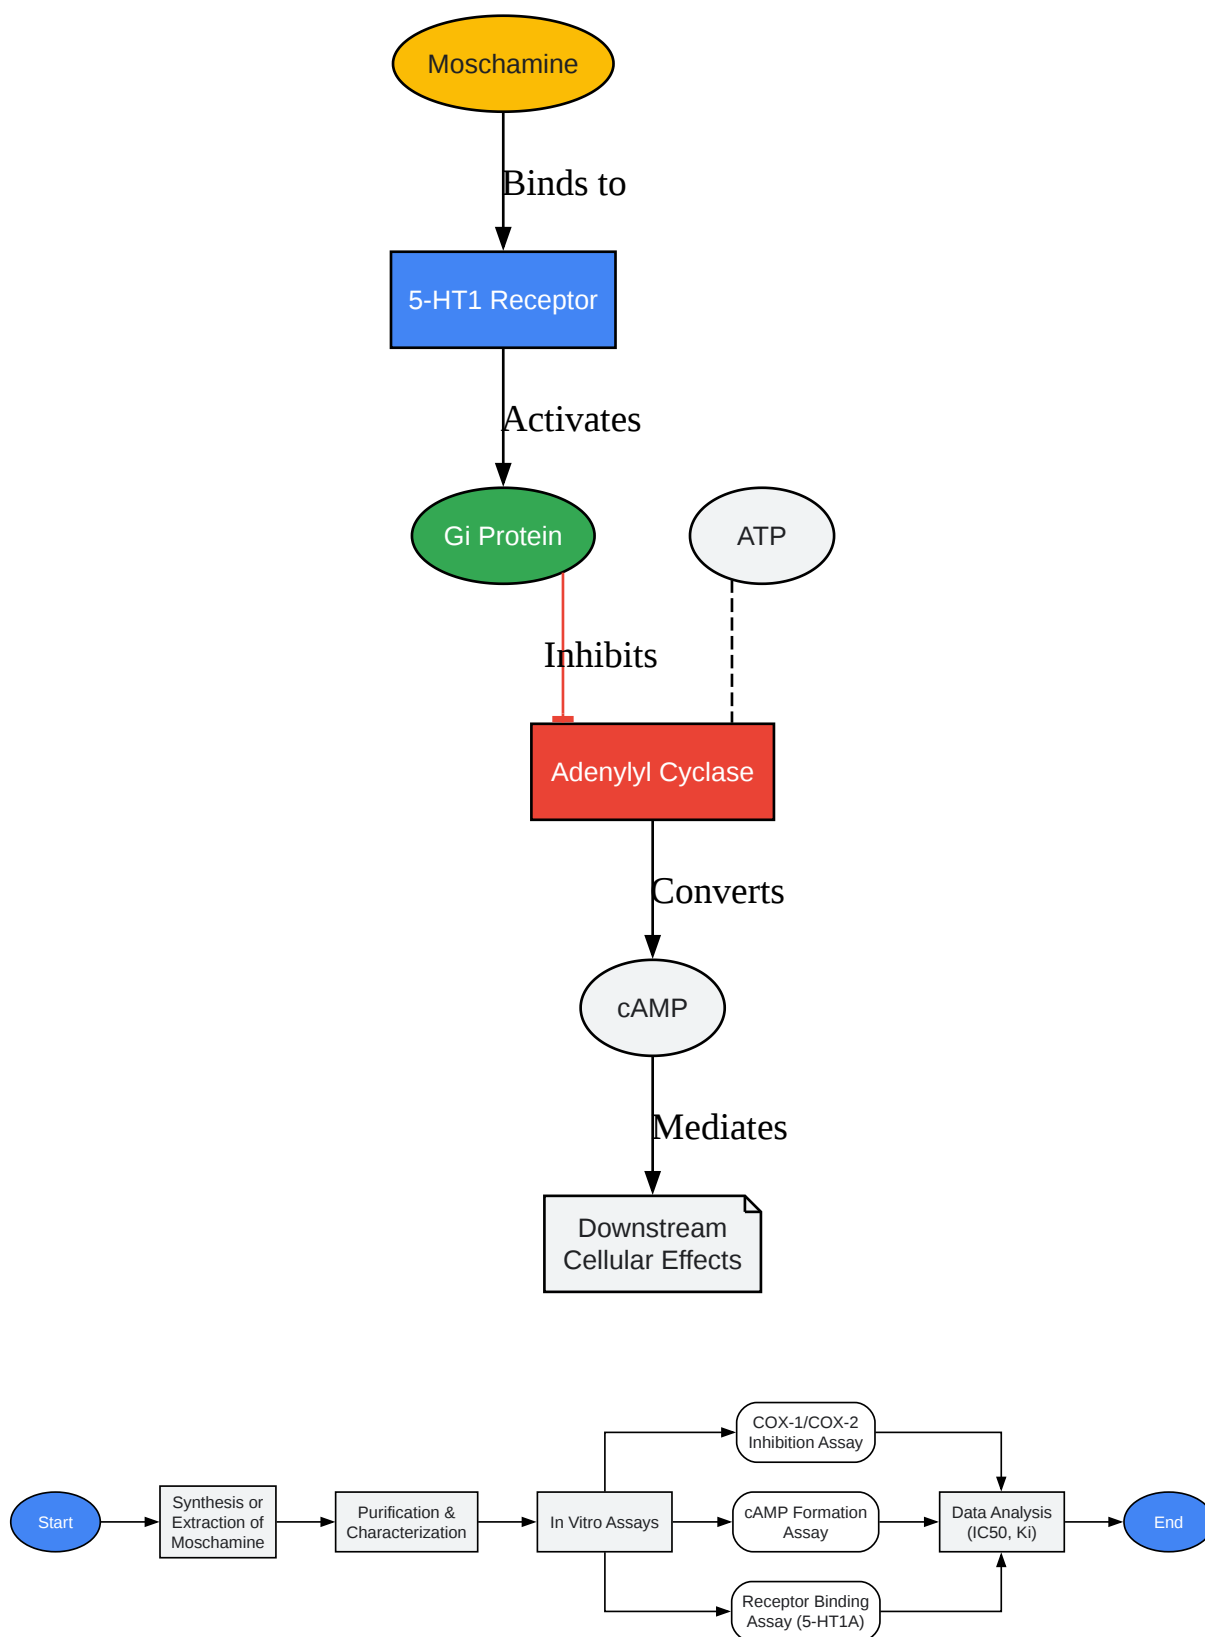 Moschamine
Binds to
5-HT1 Receptor
Activates
Gi Protein
ATP
Inhibits
Adenylyl Cyclase
Converts
cAMP
Mediates
Downstream
Cellular Effects
Start
Synthesis or
Extraction of
Moschamine
Purification &
Characterization
In Vitro Assays
COX-1/COX-2
Inhibition Assay
cAMP Formation
Assay
Receptor Binding
Assay (5-HT1A)
Data Analysis
(IC50, Ki)
End